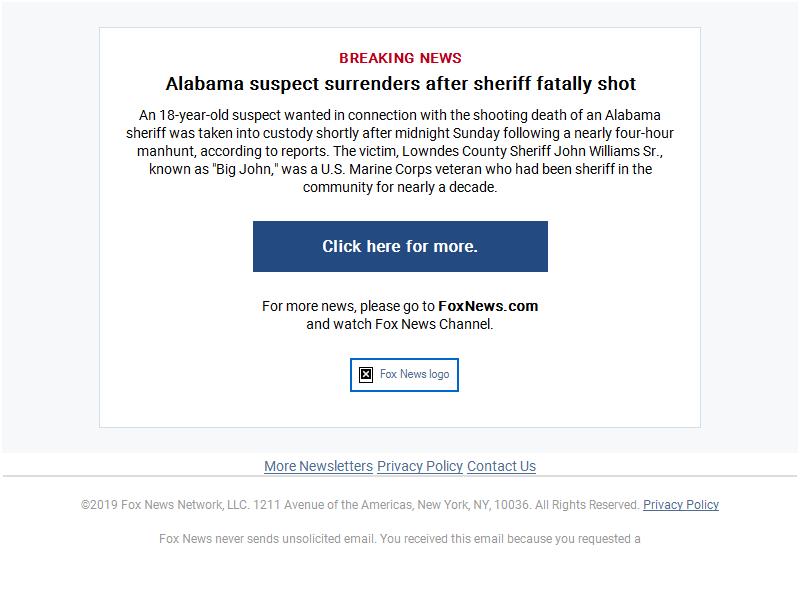 BREAKING NEWS
Alabama suspect surrenders after sheriff fatally shot
An 18-year-old suspect wanted in connection with the shooting death of an Alabama
sheriff was taken into custody shortly after midnight Sunday following a nearly four-hour
manhunt, according to reports. The victim, Lowndes County Sheriff John Williams Sr.,
known as "Big John," was a U.S. Marine Corps veteran who had been sheriff in the
community for nearly a decade.
Click here for more.
For more news, please go to FoxNews.com
and watch Fox News Channel.
Fox News logo
More Newsletters Privacy Policy Contact Us
©2019 Fox News Network, LLC. 1211 Avenue of the Americas, New York, NY, 10036. All Rights Reserved. Privacy Policy
Fox News never sends unsolicited email. You received this email because you requested a